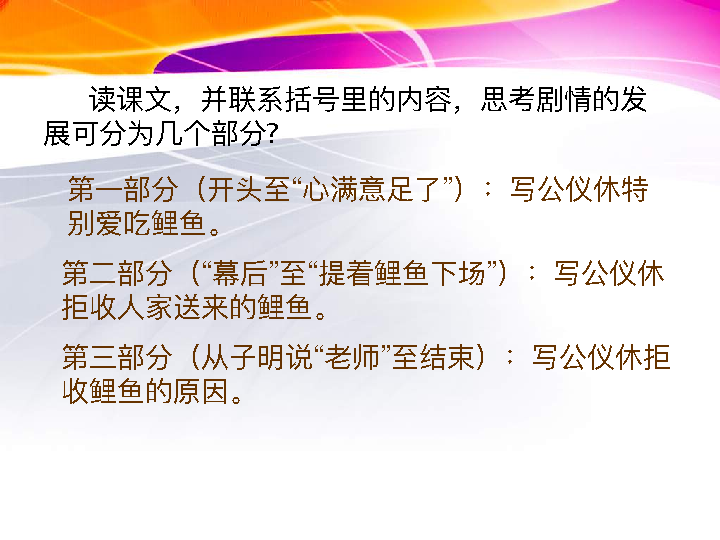 读课文，并联系括号里的内容，思考剧情的发
展可分为几个部分?
第一部分（开头至“心满意足了”）：写公仪休特
别爱吃鲤鱼。
第二部分（“幕后”至“提着鲤鱼下场”）：写公仪休
拒收人家送来的鲤鱼。
第三部分（从子明说“老师”至结束）：写公仪休拒
收鲤鱼的原因。